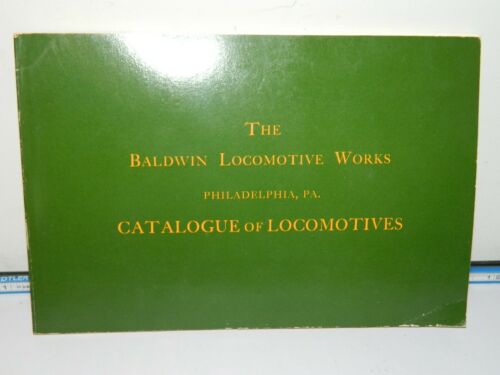 The
Baldwin Locomotive Works
PHILADELPHIA, PA.
CATALOGUE OF LOCOMOTIVES